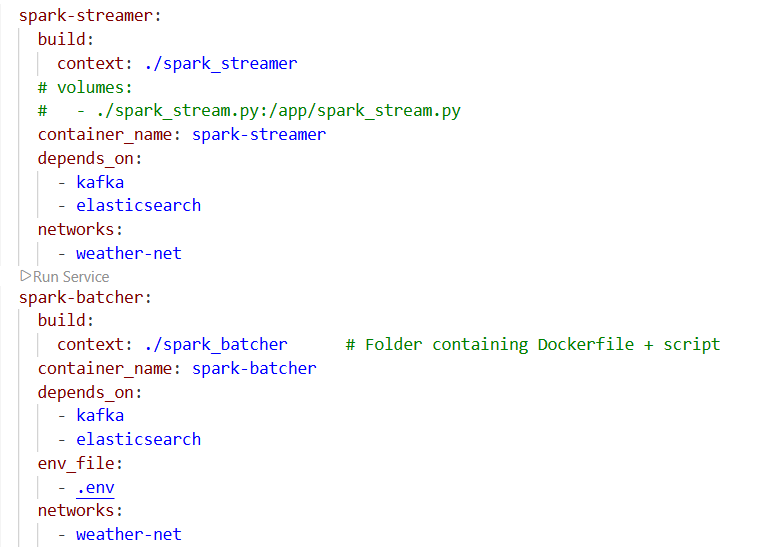 spark-streamer:
build:
context: ./spark_streamer
# volumes:
#   - ./spark_stream.py:/app/spark_stream.py
container_name: spark-streamer
depends_on:
- kafka
- elasticsearch
networks:
- weather-net
▷Run Service
spark-batcher:
build:
context: ./spark_batcher      # Folder containing Dockerfile + script
container_name: spark-batcher
depends_on:
- kafka
- elasticsearch
env_file:
- .env
networks:
- weather-net